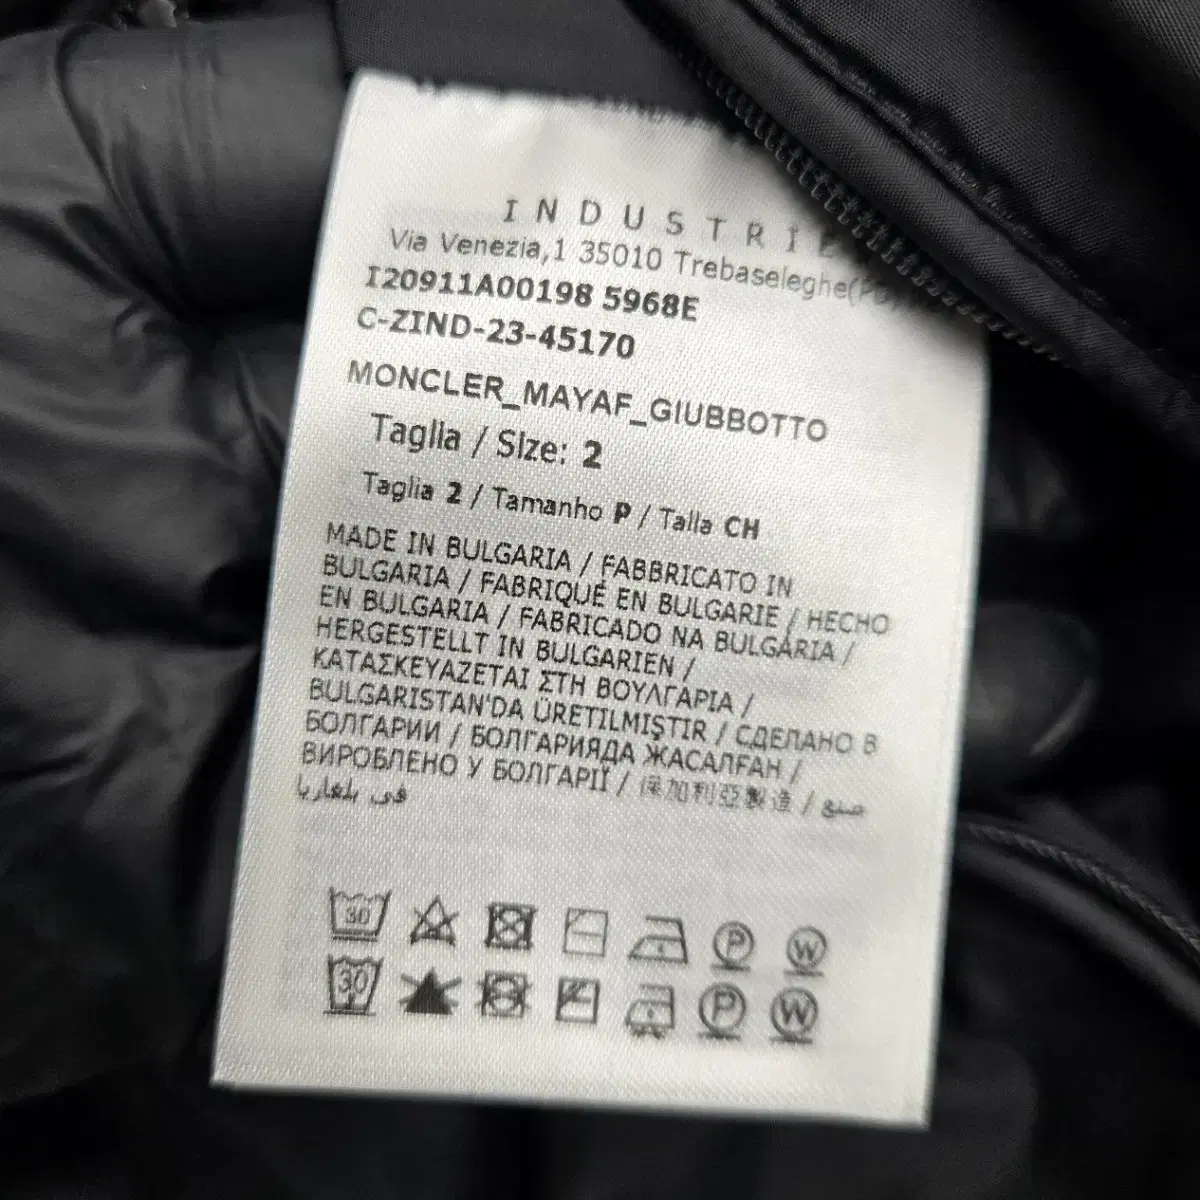 INDUSTRIE
Via Venezia,1 35010 Trebaseleghe(PD)
I20911A00198 5968E
C-ZIND-23-45170
MONCLER_MAYAF_GIUBBOTTO
Taglia / Size: 2
Taglia 2 / Tamanho P / Talla CH
MADE IN BULGARIA / FABBRICATO IN
BULGARIA / FABRIQUÉ EN BULGARIE / HECHO
EN BULGARIA / FABRICADO NA BULGÁRIA /
HERGESTELLT IN BULGARIEN /
ΚΑΤΑΣΚΕΥΑΖΕΤΑΙ ΣΤΗ ΒΟΥΛΓΑΡΙΑ /
BULGARISTAN'DA ÜRETILMIŞTIR / СДЕЛАНО В
БОЛГАРИИ / БОЛГАРИЯДА ЖАСАЛҒАН /
ВИРОБЛЕНО У БОЛГАРІЇ / 保加利亞製造 / صنع
في بلغاريا
30 P W
30 P W